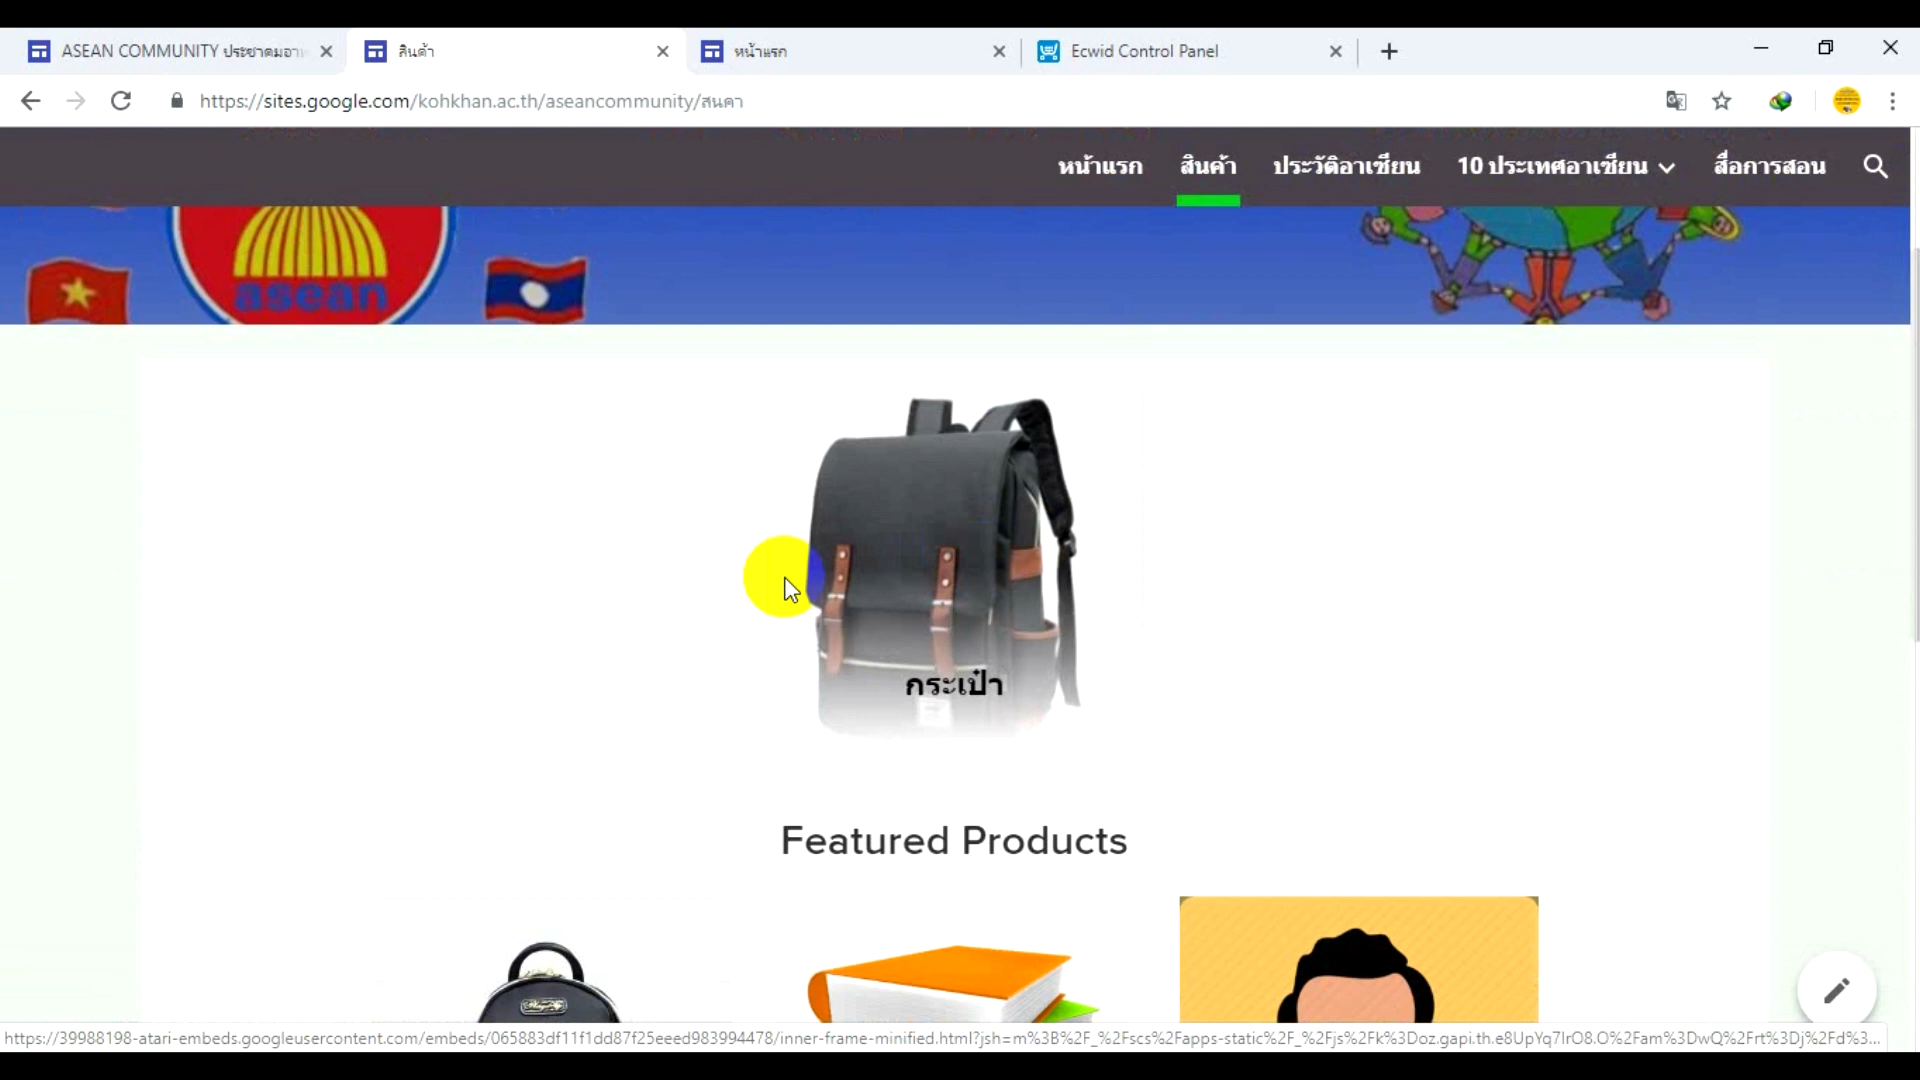 ASEAN COMMUNITY ประชาคมอา
สินค้า
หน้าแรก
Ecwid Control Panel
https://sites.google.com/kohkhan.ac.th/aseancommunity/สนคา
หน้าแรก
สินค้า
ประวัติอาเซียน
10 ประเทศอาเซียน
สื่อการสอน
asean
กระเป๋า
Featured Products
https://39988198-atari-embeds.googleusercontent.com/embeds/065883df11f1dd87f25eeed983994478/inner-frame-minified.html?jsh=m%3B%2F_%2Fscs%2Fapps-static%2F_%2Fjs%2Fk%3Doz.gapi.th.e8UpYq7IrO8.O%2Fam%3DwQ%2Frt%3Dj%2Fd%3...